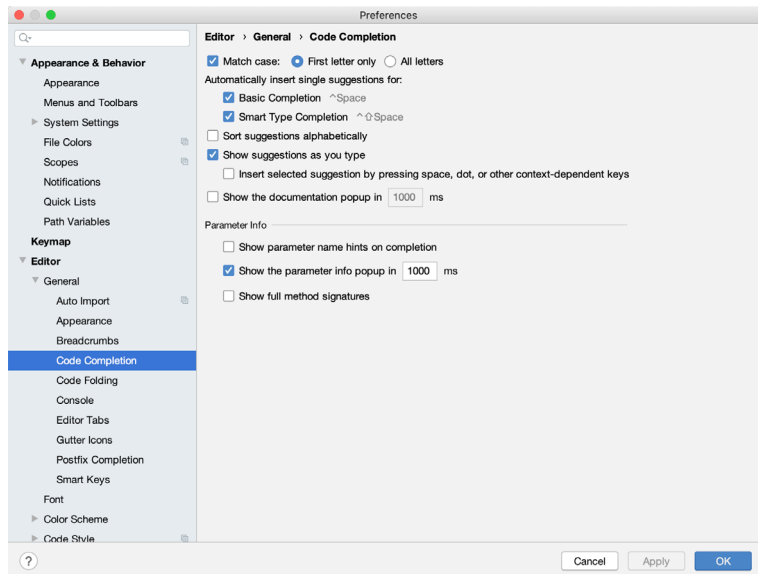 Preferences
Appearance & Behavior
Appearance
Menus and Toolbars
System Settings
File Colors
Scopes
Notifications
Quick Lists
Path Variables
Keymap
Editor
General
Auto Import
Appearance
Breadcrumbs
Code Completion
Code Folding
Console
Editor Tabs
Gutter Icons
Postfix Completion
Smart Keys
Font
Color Scheme
Code Style
Editor › General › Code Completion
Match case: First letter only All letters
Automatically insert single suggestions for:
Basic Completion ^Space
Smart Type Completion ^⇧Space
Sort suggestions alphabetically
Show suggestions as you type
Insert selected suggestion by pressing space, dot, or other context-dependent keys
Show the documentation popup in 1000 ms
Parameter Info
Show parameter name hints on completion
Show the parameter info popup in 1000 ms
Show full method signatures
? Cancel Apply OK